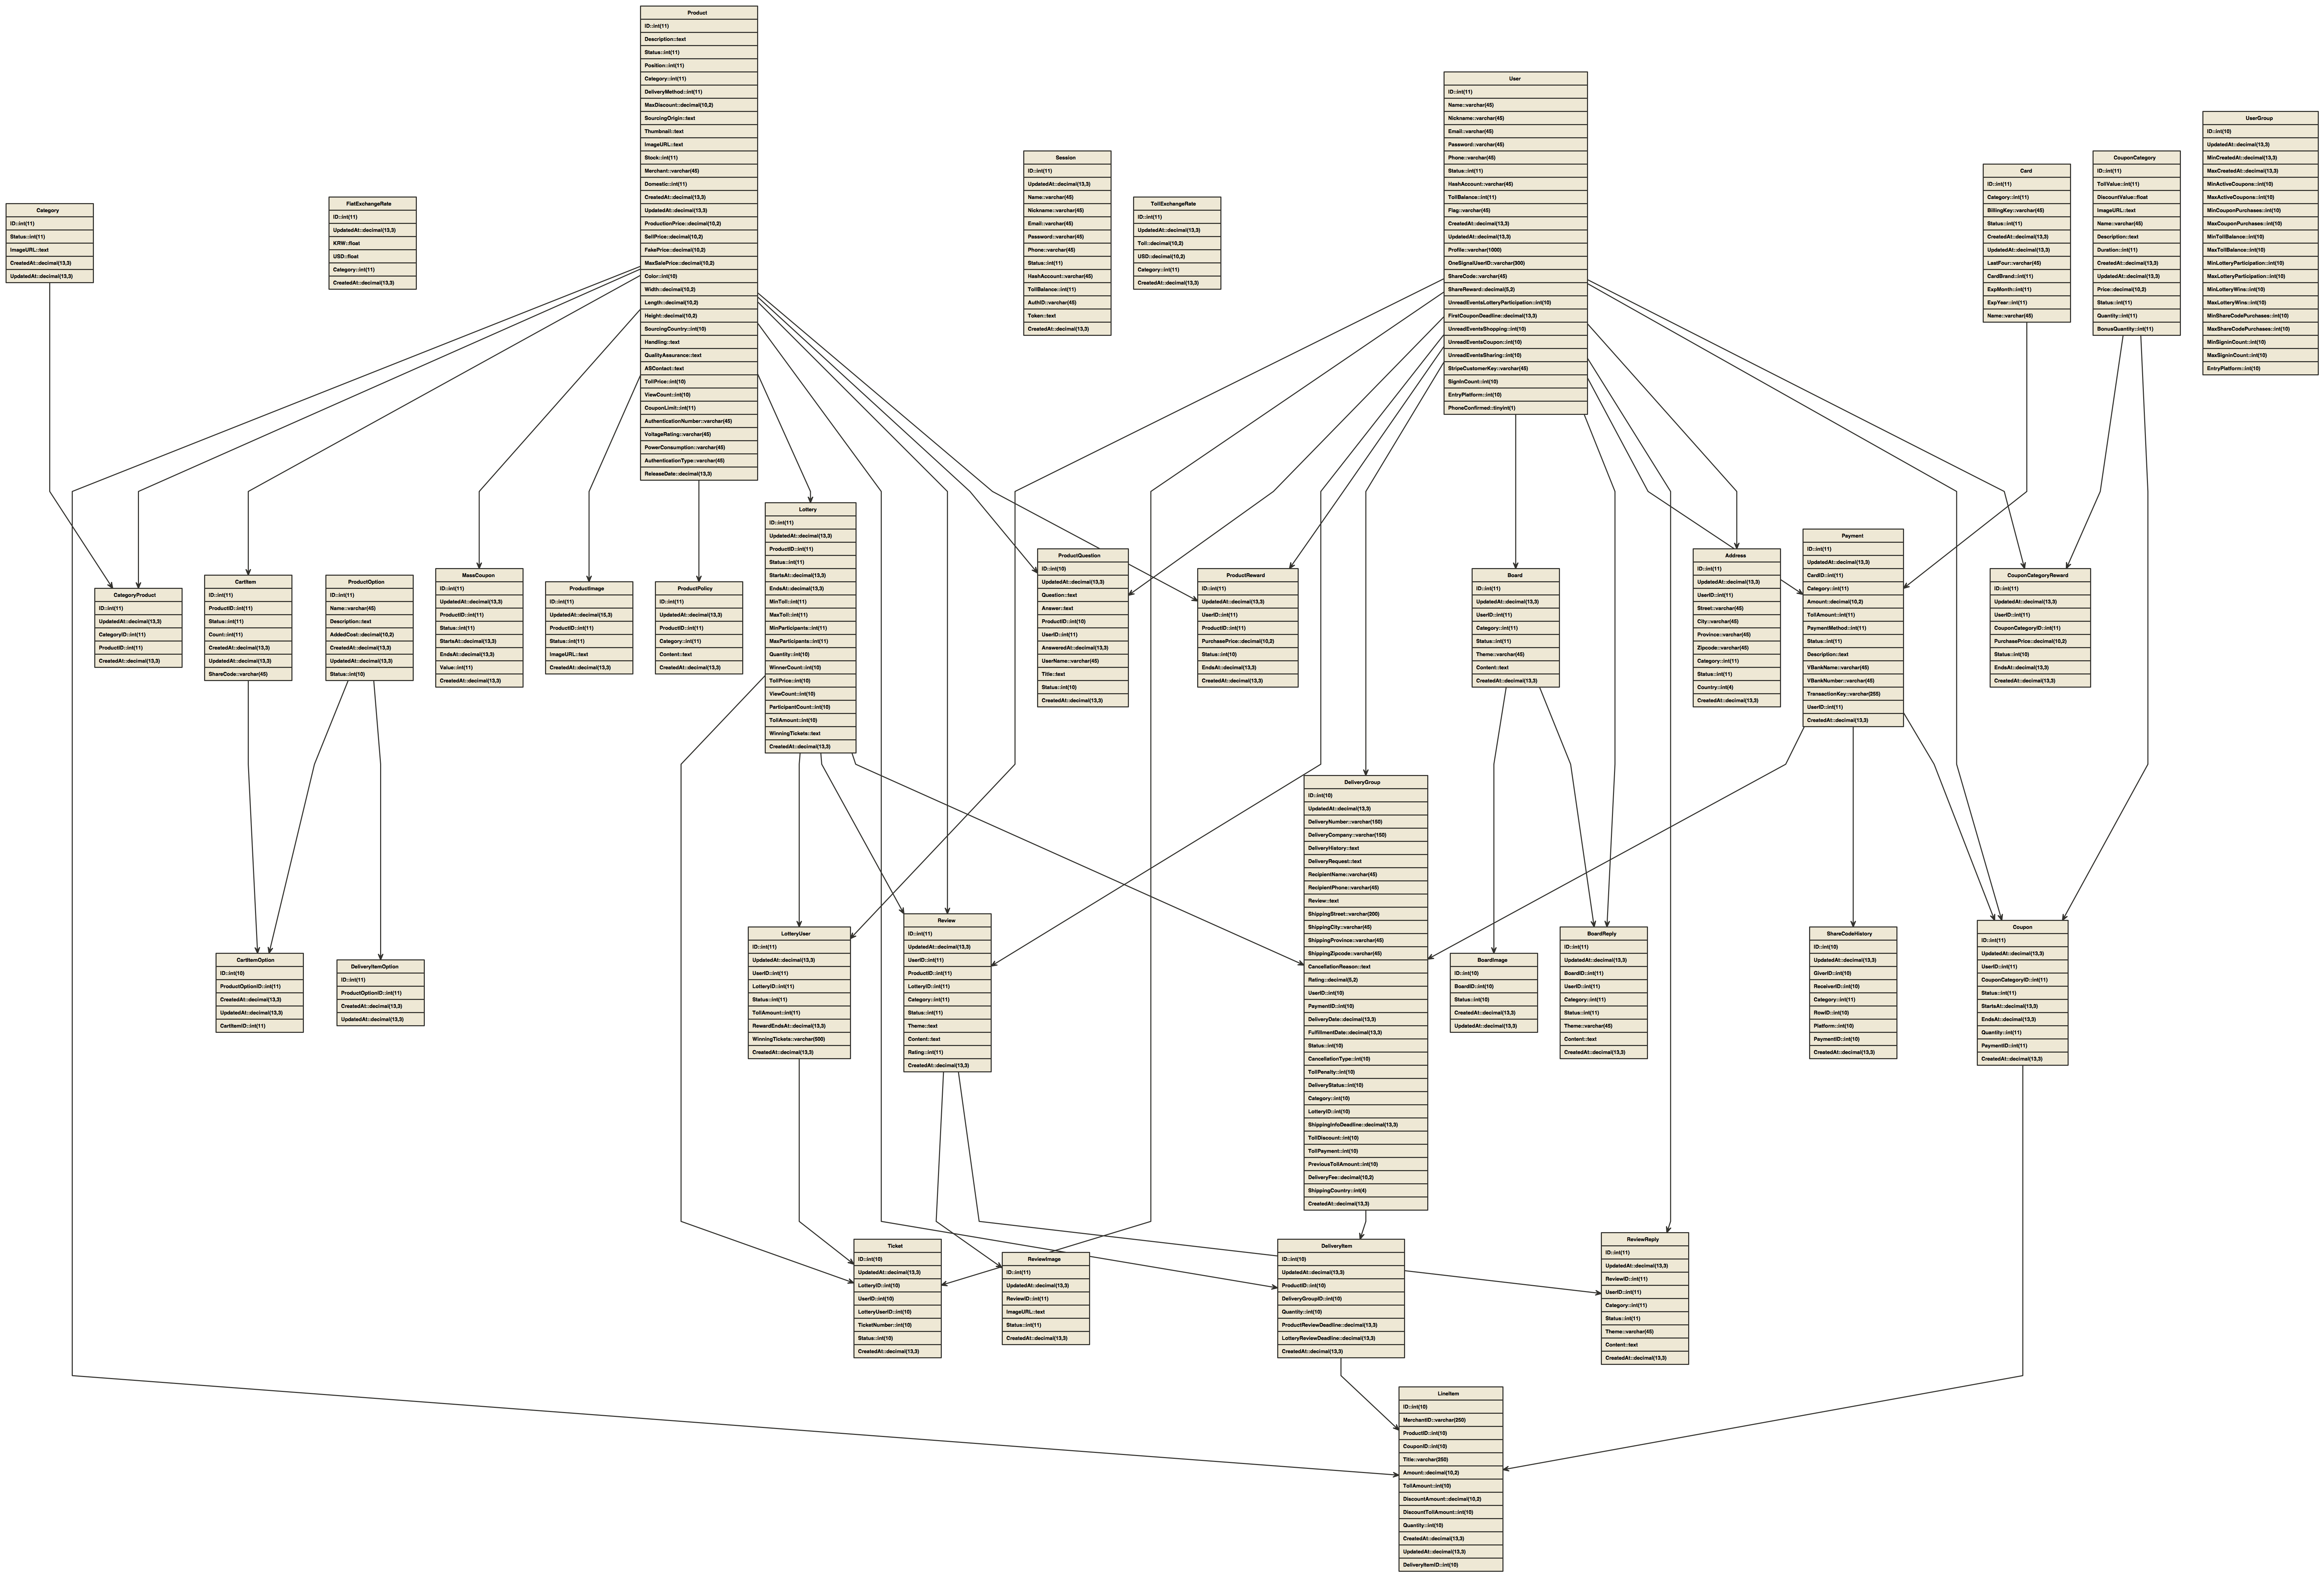 Product
ID::int(11)
Description::text
Status::int(11)
Position::int(11)
Category::int(11)
DeliveryMethod::int(11)
MaxDiscount::decimal(10,2)
SourcingOrigin::text
Thumbnail::text
ImageURL::text
Stock::int(11)
Merchant::varchar(45)
Domestic::int(11)
CreatedAt::decimal(13,3)
UpdatedAt::decimal(13,3)
ProductionPrice::decimal(10,2)
SellPrice::decimal(10,2)
FakePrice::decimal(10,2)
MaxSalePrice::decimal(10,2)
Color::int(10)
Width::decimal(10,2)
Length::decimal(10,2)
Height::decimal(10,2)
SourcingCountry::int(10)
Handling::text
QualityAssurance::text
ASContact::text
TollPrice::int(10)
ViewCount::int(10)
CouponLimit::int(11)
AuthenticationNumber::varchar(45)
VoltageRating::varchar(45)
PowerConsumption::varchar(45)
AuthenticationType::varchar(45)
ReleaseDate::decimal(13,3)
User
ID::int(11)
Name::varchar(45)
Nickname::varchar(45)
Email::varchar(45)
Password::varchar(45)
Phone::varchar(45)
Status::int(11)
HashAccount::varchar(45)
TollBalance::int(11)
Flag::varchar(45)
CreatedAt::decimal(13,3)
UpdatedAt::decimal(13,3)
Profile::varchar(1000)
OneSignalUserID::varchar(300)
ShareCode::varchar(45)
ShareReward::decimal(5,2)
UnreadEventsLotteryParticipation::int(10)
FirstCouponDeadline::decimal(13,3)
UnreadEventsShopping::int(10)
UnreadEventsCoupon::int(10)
UnreadEventsSharing::int(10)
StripeCustomerKey::varchar(45)
SignInCount::int(10)
EntryPlatform::int(10)
PhoneConfirmed::tinyint(1)
UserGroup
ID::int(10)
UpdatedAt::decimal(13,3)
MinCreatedAt::decimal(13,3)
MaxCreatedAt::decimal(13,3)
MinActiveCoupons::int(10)
MaxActiveCoupons::int(10)
MinCouponPurchases::int(10)
MaxCouponPurchases::int(10)
MinTollBalance::int(10)
MaxTollBalance::int(10)
MinLotteryParticipation::int(10)
MaxLotteryParticipation::int(10)
MinLotteryWins::int(10)
MaxLotteryWins::int(10)
MinShareCodePurchases::int(10)
MaxShareCodePurchases::int(10)
MinSigninCount::int(10)
MaxSigninCount::int(10)
EntryPlatform::int(10)
Session
ID::int(11)
UpdatedAt::decimal(13,3)
Name::varchar(45)
Nickname::varchar(45)
Email::varchar(45)
Password::varchar(45)
Phone::varchar(45)
Status::int(11)
HashAccount::varchar(45)
TollBalance::int(11)
AuthID::varchar(45)
Token::text
CreatedAt::decimal(13,3)
CouponCategory
ID::int(11)
TollValue::int(11)
DiscountValue::float
ImageURL::text
Name::varchar(45)
Description::text
Duration::int(11)
CreatedAt::decimal(13,3)
UpdatedAt::decimal(13,3)
Price::decimal(10,2)
Status::int(11)
Quantity::int(11)
BonusQuantity::int(11)
Card
ID::int(11)
Category::int(11)
BillingKey::varchar(45)
Status::int(11)
CreatedAt::decimal(13,3)
UpdatedAt::decimal(13,3)
LastFour::varchar(45)
CardBrand::int(11)
ExpMonth::int(11)
ExpYear::int(11)
Name::varchar(45)
FiatExchangeRate
ID::int(11)
UpdatedAt::decimal(13,3)
KRW::float
USD::float
Category::int(11)
CreatedAt::decimal(13,3)
TollExchangeRate
ID::int(11)
UpdatedAt::decimal(13,3)
Toll::decimal(10,2)
USD::decimal(10,2)
Category::int(11)
CreatedAt::decimal(13,3)
Category
ID::int(11)
Status::int(11)
ImageURL::text
CreatedAt::decimal(13,3)
UpdatedAt::decimal(13,3)
Lottery
ID::int(11)
UpdatedAt::decimal(13,3)
ProductID::int(11)
Status::int(11)
StartsAt::decimal(13,3)
EndsAt::decimal(13,3)
MinToll::int(11)
MaxToll::int(11)
MinParticipants::int(11)
MaxParticipants::int(11)
Quantity::int(10)
WinnerCount::int(10)
TollPrice::int(10)
ViewCount::int(10)
ParticipantCount::int(10)
TollAmount::int(10)
WinningTickets::text
CreatedAt::decimal(13,3)
Payment
ID::int(11)
UpdatedAt::decimal(13,3)
CardID::int(11)
Category::int(11)
Amount::decimal(10,2)
TollAmount::int(11)
PaymentMethod::int(11)
Status::int(11)
Description::text
VBankName::varchar(45)
VBankNumber::varchar(45)
TransactionKey::varchar(255)
UserID::int(11)
CreatedAt::decimal(13,3)
ProductQuestion
ID::int(10)
UpdatedAt::decimal(13,3)
Question::text
Answer::text
ProductID::int(10)
UserID::int(11)
AnsweredAt::decimal(13,3)
UserName::varchar(45)
Title::text
Status::int(10)
CreatedAt::decimal(13,3)
Address
ID::int(11)
UpdatedAt::decimal(13,3)
UserID::int(11)
Street::varchar(45)
City::varchar(45)
Province::varchar(45)
Zipcode::varchar(45)
Category::int(11)
Status::int(11)
Country::int(4)
CreatedAt::decimal(13,3)
MassCoupon
ID::int(11)
UpdatedAt::decimal(13,3)
ProductID::int(11)
Status::int(11)
StartsAt::decimal(13,3)
EndsAt::decimal(13,3)
Value::int(11)
CreatedAt::decimal(13,3)
ProductReward
ID::int(11)
UpdatedAt::decimal(13,3)
UserID::int(11)
ProductID::int(11)
PurchasePrice::decimal(10,2)
Status::int(10)
EndsAt::decimal(13,3)
CreatedAt::decimal(13,3)
Board
ID::int(11)
UpdatedAt::decimal(13,3)
UserID::int(11)
Category::int(11)
Status::int(11)
Theme::varchar(45)
Content::text
CreatedAt::decimal(13,3)
CouponCategoryReward
ID::int(11)
UpdatedAt::decimal(13,3)
UserID::int(11)
CouponCategoryID::int(11)
PurchasePrice::decimal(10,2)
Status::int(10)
EndsAt::decimal(13,3)
CreatedAt::decimal(13,3)
CartItem
ID::int(11)
ProductID::int(11)
Status::int(11)
Count::int(11)
CreatedAt::decimal(13,3)
UpdatedAt::decimal(13,3)
ShareCode::varchar(45)
ProductOption
ID::int(11)
Name::varchar(45)
Description::text
AddedCost::decimal(10,2)
CreatedAt::decimal(13,3)
UpdatedAt::decimal(13,3)
Status::int(10)
ProductImage
ID::int(11)
UpdatedAt::decimal(15,3)
ProductID::int(11)
Status::int(11)
ImageURL::text
CreatedAt::decimal(13,3)
ProductPolicy
ID::int(11)
UpdatedAt::decimal(13,3)
ProductID::int(11)
Category::int(11)
Content::text
CreatedAt::decimal(13,3)
CategoryProduct
ID::int(11)
UpdatedAt::decimal(13,3)
CategoryID::int(11)
ProductID::int(11)
CreatedAt::decimal(13,3)
DeliveryGroup
ID::int(10)
UpdatedAt::decimal(13,3)
DeliveryNumber::varchar(150)
DeliveryCompany::varchar(150)
DeliveryHistory::text
DeliveryRequest::text
RecipientName::varchar(45)
RecipientPhone::varchar(45)
Review::text
ShippingStreet::varchar(200)
ShippingCity::varchar(45)
ShippingProvince::varchar(45)
ShippingZipcode::varchar(45)
CancellationReason::text
Rating::decimal(5,2)
UserID::int(10)
PaymentID::int(10)
DeliveryDate::decimal(13,3)
FulfillmentDate::decimal(13,3)
Status::int(10)
CancellationType::int(10)
TollPenalty::int(10)
DeliveryStatus::int(10)
Category::int(10)
LotteryID::int(10)
ShippingInfoDeadline::decimal(13,3)
TollDiscount::int(10)
TollPayment::int(10)
PreviousTollAmount::int(10)
DeliveryFee::decimal(10,2)
ShippingCountry::int(4)
CreatedAt::decimal(13,3)
Review
ID::int(11)
UpdatedAt::decimal(13,3)
UserID::int(11)
ProductID::int(11)
LotteryID::int(11)
Category::int(11)
Status::int(11)
Theme::text
Content::text
Rating::int(11)
CreatedAt::decimal(13,3)
Coupon
ID::int(11)
UpdatedAt::decimal(13,3)
UserID::int(11)
CouponCategoryID::int(11)
Status::int(11)
StartsAt::decimal(13,3)
EndsAt::decimal(13,3)
Quantity::int(11)
PaymentID::int(11)
CreatedAt::decimal(13,3)
LotteryUser
ID::int(11)
UpdatedAt::decimal(13,3)
UserID::int(11)
LotteryID::int(11)
Status::int(11)
TollAmount::int(11)
RewardEndsAt::decimal(13,3)
WinningTickets::varchar(500)
CreatedAt::decimal(13,3)
BoardReply
ID::int(11)
UpdatedAt::decimal(13,3)
BoardID::int(11)
UserID::int(11)
Category::int(11)
Status::int(11)
Theme::varchar(45)
Content::text
CreatedAt::decimal(13,3)
ShareCodeHistory
ID::int(10)
UpdatedAt::decimal(13,3)
GiverID::int(10)
ReceiverID::int(10)
Category::int(11)
RowID::int(10)
Platform::int(10)
PaymentID::int(10)
CreatedAt::decimal(13,3)
CartItemOption
ID::int(10)
ProductOptionID::int(11)
CreatedAt::decimal(13,3)
UpdatedAt::decimal(13,3)
CartItemID::int(11)
BoardImage
ID::int(10)
BoardID::int(10)
Status::int(10)
CreatedAt::decimal(13,3)
UpdatedAt::decimal(13,3)
DeliveryItemOption
ID::int(11)
ProductOptionID::int(11)
CreatedAt::decimal(13,3)
UpdatedAt::decimal(13,3)
ReviewReply
ID::int(11)
UpdatedAt::decimal(13,3)
ReviewID::int(11)
UserID::int(11)
Category::int(11)
Status::int(11)
Theme::varchar(45)
Content::text
CreatedAt::decimal(13,3)
Ticket
ID::int(10)
UpdatedAt::decimal(13,3)
LotteryID::int(10)
UserID::int(10)
LotteryUserID::int(10)
TicketNumber::int(10)
Status::int(10)
CreatedAt::decimal(13,3)
DeliveryItem
ID::int(10)
UpdatedAt::decimal(13,3)
ProductID::int(10)
DeliveryGroupID::int(10)
Quantity::int(10)
ProductReviewDeadline::decimal(13,3)
LotteryReviewDeadline::decimal(13,3)
CreatedAt::decimal(13,3)
ReviewImage
ID::int(11)
UpdatedAt::decimal(13,3)
ReviewID::int(11)
ImageURL::text
Status::int(11)
CreatedAt::decimal(13,3)
LineItem
ID::int(10)
MerchantID::varchar(250)
ProductID::int(10)
CouponID::int(10)
Title::varchar(250)
Amount::decimal(10,2)
TollAmount::int(10)
DiscountAmount::decimal(10,2)
DiscountTollAmount::int(10)
Quantity::int(10)
CreatedAt::decimal(13,3)
UpdatedAt::decimal(13,3)
DeliveryItemID::int(10)